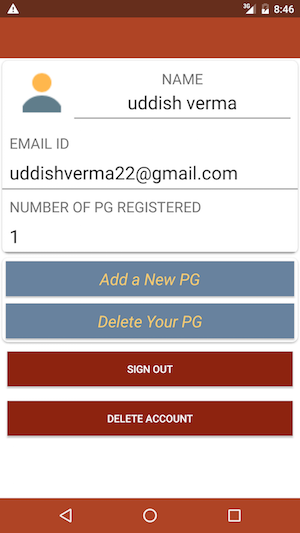 3G 8:46
NAME
uddish verma
EMAIL ID
uddishverma22@gmail.com
NUMBER OF PG REGISTERED
1
Add a New PG
Delete Your PG
SIGN OUT
DELETE ACCOUNT